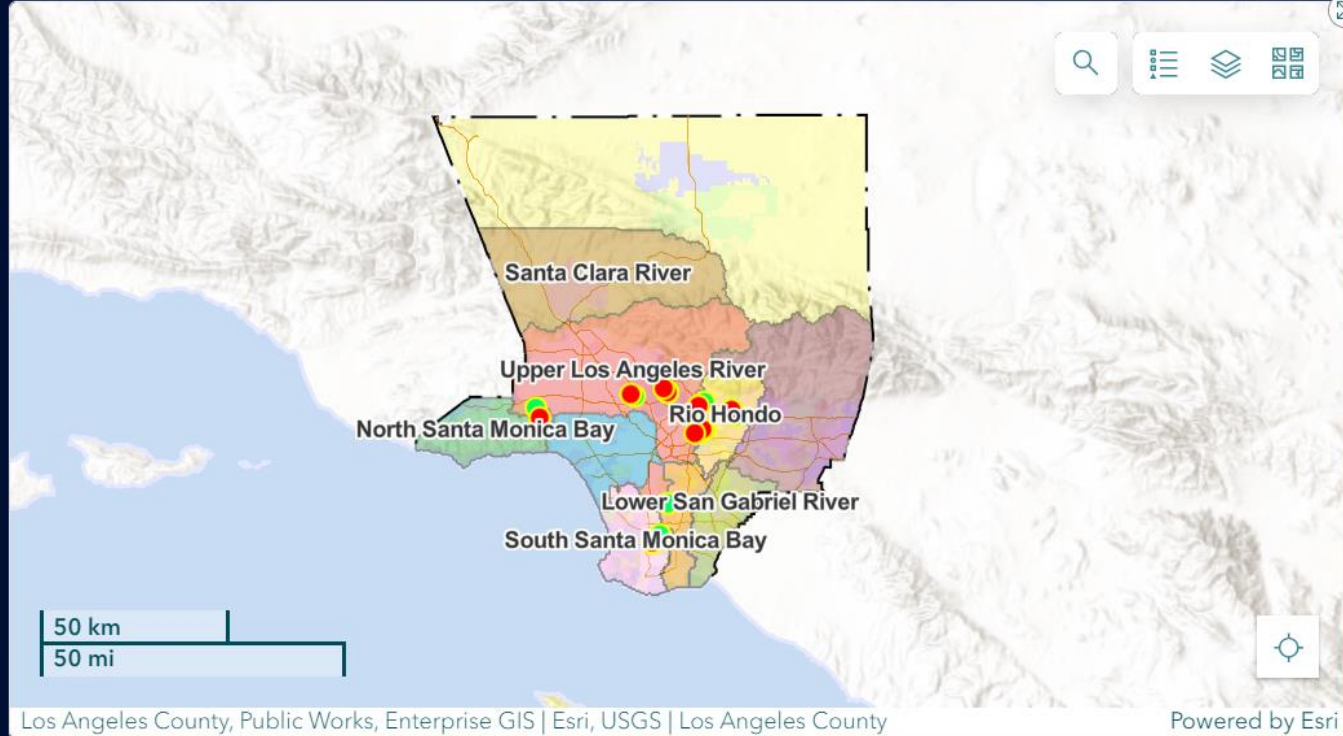 Santa Clara River
Upper Los Angeles River
Rio Hondo
North Santa Monica Bay
Lower San Gabriel River
South Santa Monica Bay
50 km
50 mi
Los Angeles County, Public Works, Enterprise GIS | Esri, USGS | Los Angeles County
Powered by Esri